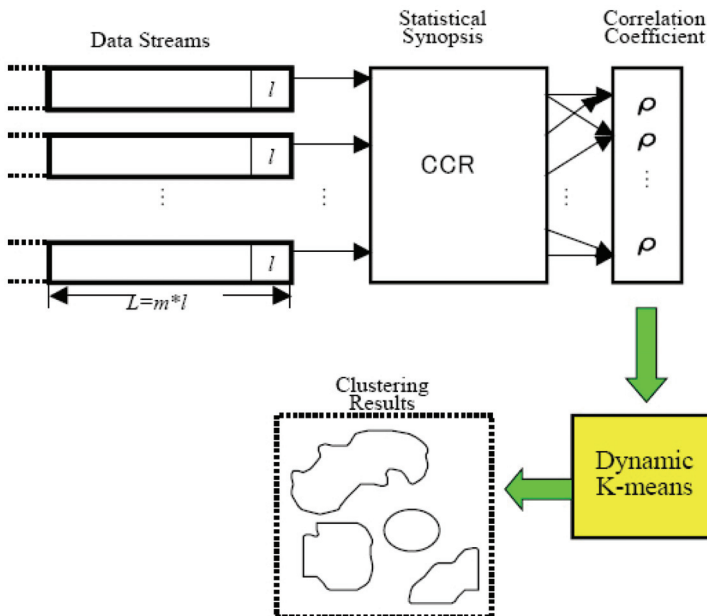 Data Streams
Statistical
Synopsis
Correlation
Coefficient
l
l
l
L=m*l
CCR
ρ
ρ
ρ
Clustering
Results
Dynamic
K-means